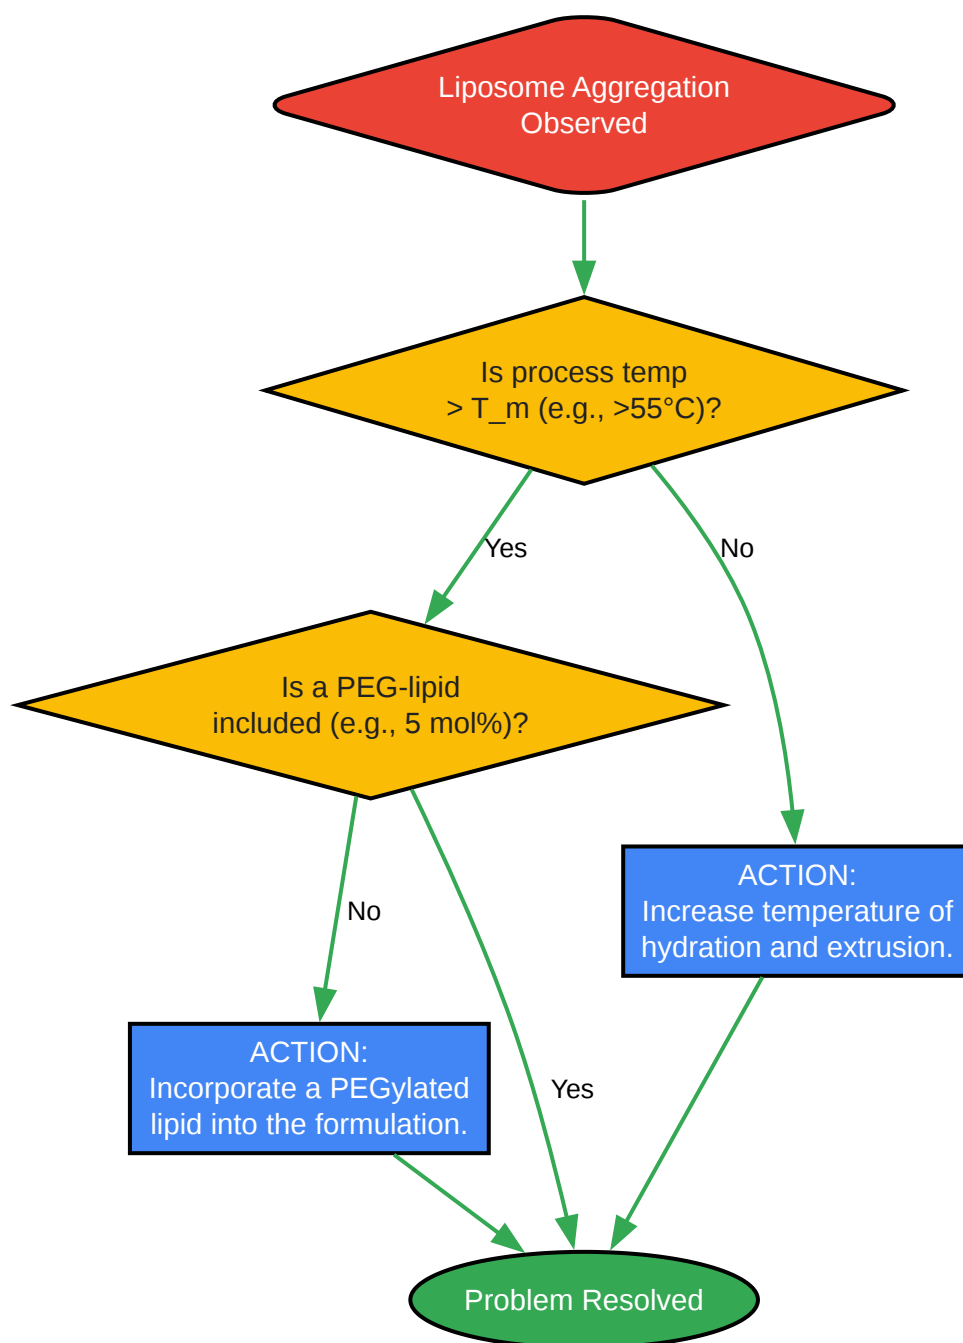 Liposome Aggregation
Observed
Is process temp
> T_m (e.g., >55°C)?
Yes
No
Is a PEG-lipid
included (e.g., 5 mol%)?
ACTION:
Increase temperature of
hydration and extrusion.
No
ACTION:
Incorporate a PEGylated
lipid into the formulation.
Yes
Problem Resolved